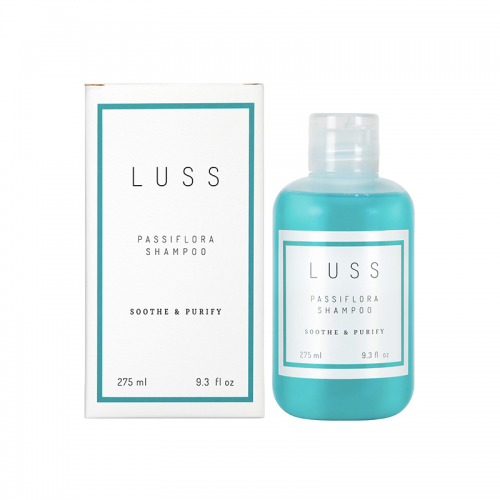 LUSS
PASSIFLORA
SHAMPOO
SOOTHE & PURIFY
275 ml 9.3 fl oz
LUSS
PASSIFLORA
SHAMPOO
SOOTHE & PURIFY
275 ml 9.3 fl oz